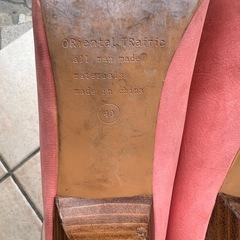 ORiental TRaffic
all man made
materials
made in china
40